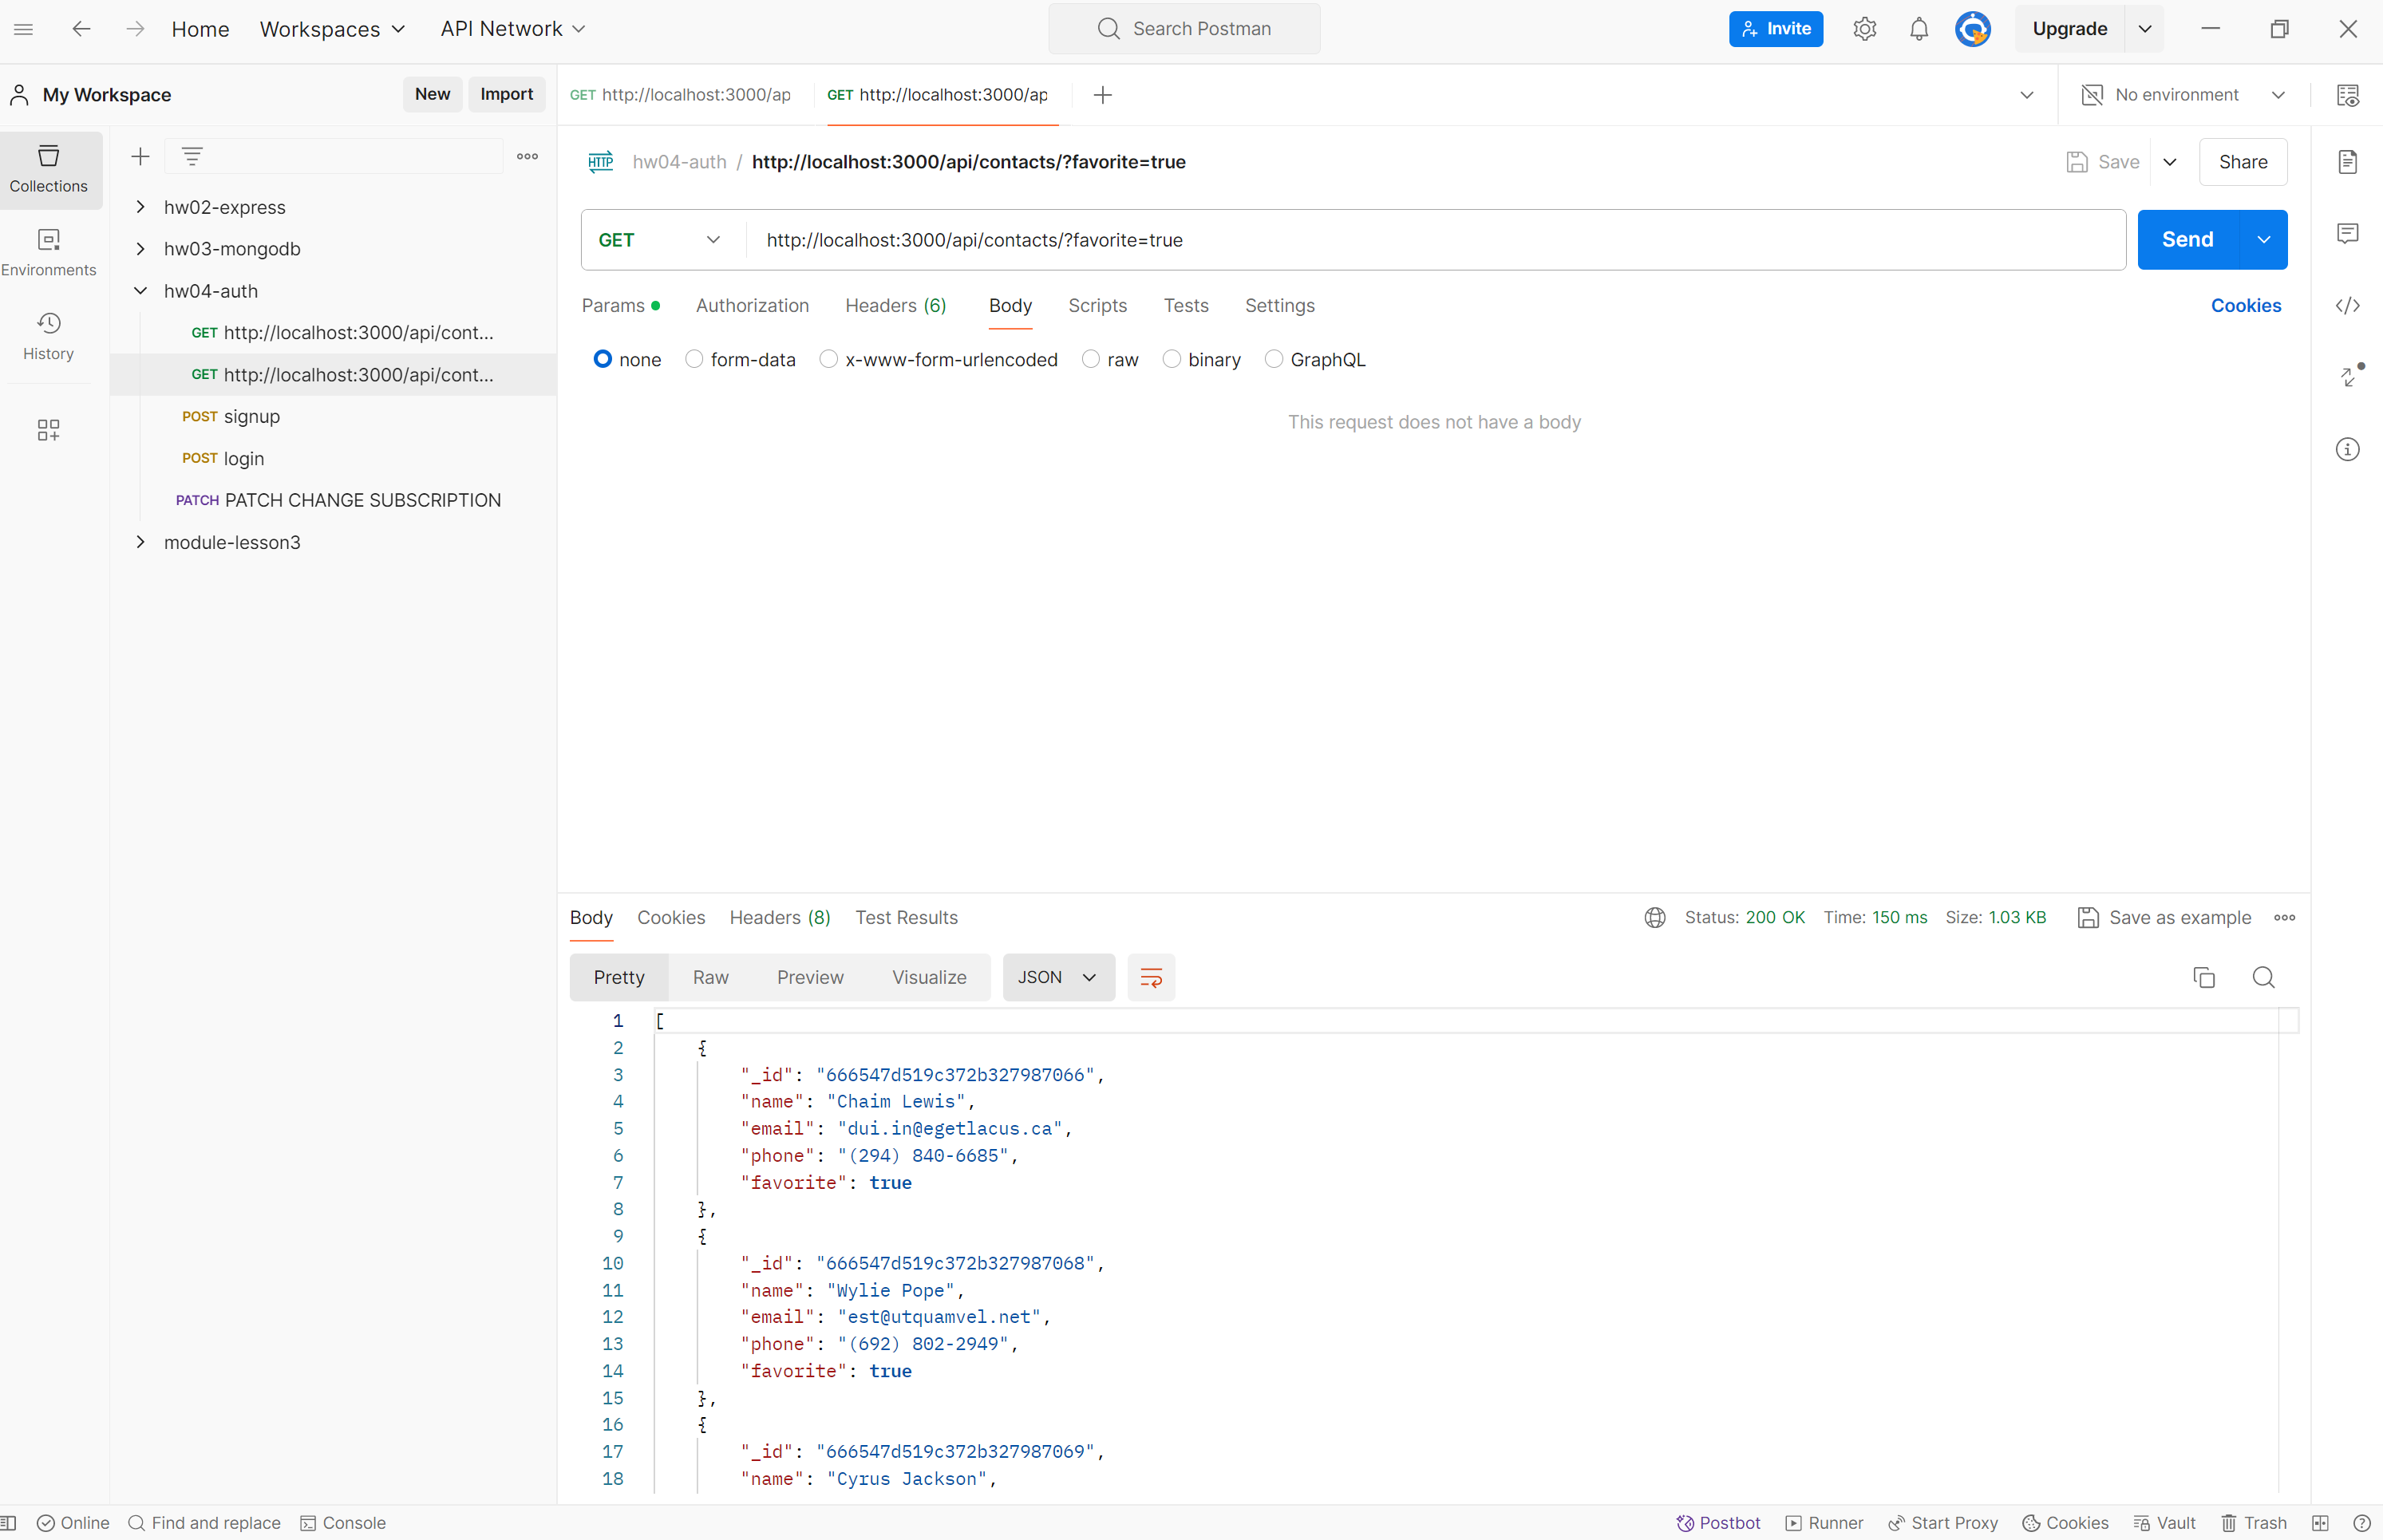 Home Workspaces API Network Search Postman Invite Upgrade
My Workspace New Import GET http://localhost:3000/ap GET http://localhost:3000/ap No environment
Collections
hw04-auth / http://localhost:3000/api/contacts/?favorite=true Save Share
hw02-express
GET http://localhost:3000/api/contacts/?favorite=true Send
Environments
hw03-mongodb
hw04-auth
Params Authorization Headers (6) Body Scripts Tests Settings Cookies
History
GET http://localhost:3000/api/cont...
none form-data x-www-form-urlencoded raw binary GraphQL
GET http://localhost:3000/api/cont...
POST signup
This request does not have a body
POST login
PATCH PATCH CHANGE SUBSCRIPTION
module-lesson3
Body Cookies Headers (8) Test Results Status: 200 OK Time: 150 ms Size: 1.03 KB Save as example
Pretty Raw Preview Visualize JSON
1 [
2 {
3 "_id": "666547d519c372b327987066",
4 "name": "Chaim Lewis",
5 "email": "dui.in@egetlacus.ca",
6 "phone": "(294) 840-6685",
7 "favorite": true
8 },
9 {
10 "_id": "666547d519c372b327987068",
11 "name": "Wylie Pope",
12 "email": "est@utquamvel.net",
13 "phone": "(692) 802-2949",
14 "favorite": true
15 },
16 {
17 "_id": "666547d519c372b327987069",
18 "name": "Cyrus Jackson",
Online Find and replace Console Postbot Runner Start Proxy Cookies Vault Trash